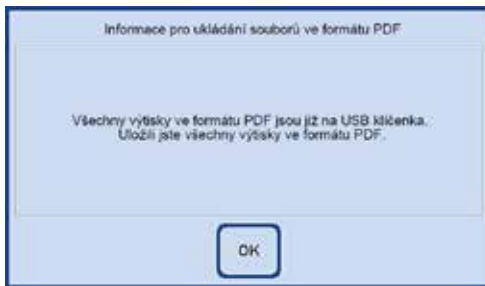 Informace pro ukládání souborů ve formátu PDF
Všechny výtisky ve formátu PDF jsou již na USB klíčenka.
Uložili jste všechny výtisky ve formátu PDF.
OK